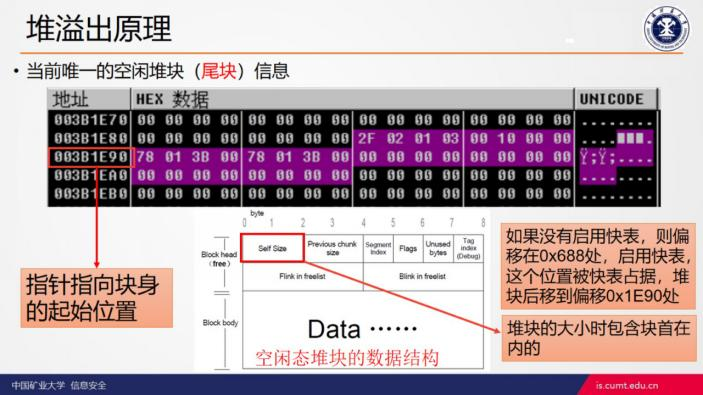 堆溢出原理
• 当前唯一的空闲堆块（尾块）信息
地址 HEX 数据 UNICODE
003B1E70 00 00 00 00 00 00 00 00 00 00 00 00 00 00 00 00 ........
003B1E80 00 00 00 00 00 00 00 00 2F 02 01 03 00 10 00 00
003B1E90 78 01 3B 00 78 01 3B 00 00 00 00 00 00 00 00 00
003B1EA0 00 00 00 00 00 00 00 00 00 00 00 00 00 00 00 00 ........
003B1EB0 00 00 00 00 00 00 00 00 00 00 00 00 00 00 00 00 ........
指针指向块身
的起始位置
byte
0 1 2 3 4 5 6 7 8
Block head
(free)
Self Size
Previous chunk
size
Segment
Index
Flags
Unused
bytes
Tag
index
(Debug)
Flink in freelist
Blink in freelist
Block body
Data ······
空闲态堆块的数据结构
如果没有启用快表，则偏
移在0x688处，启用快表，
这个位置被快表占据，堆
块后移到偏移0x1E90处
堆块的大小时包含块首在
内的
中国矿业大学 信息安全
is.cumt.edu.cn